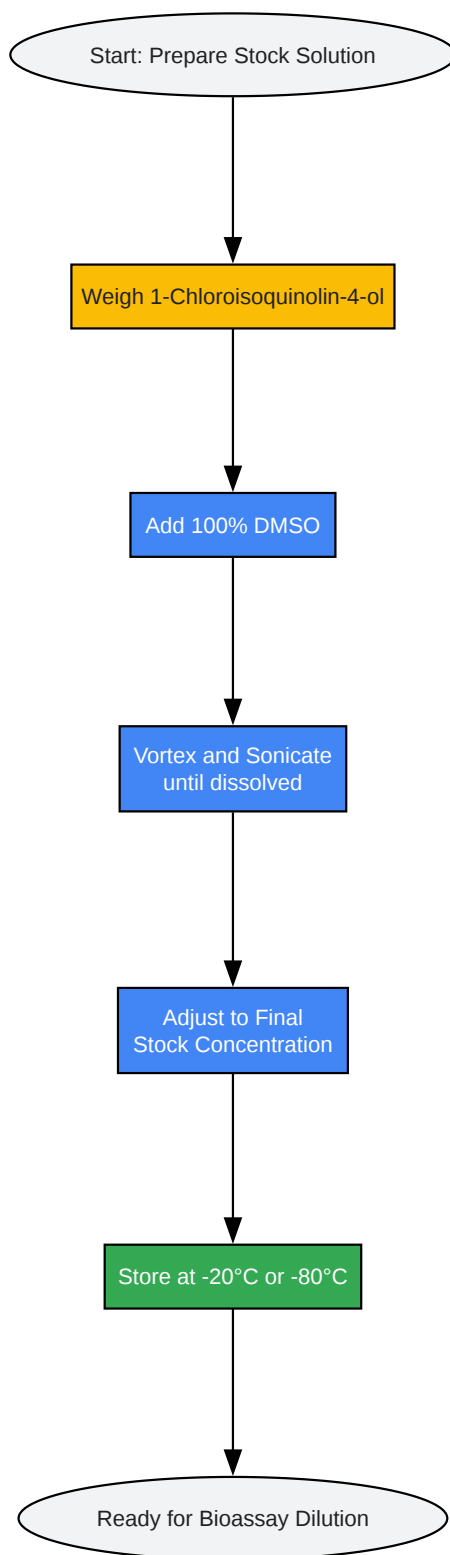 Start: Prepare Stock Solution
Weigh 1-Chloroisoquinolin-4-ol
Add 100% DMSO
Vortex and Sonicate
until dissolved
Adjust to Final
Stock Concentration
Store at -20°C or -80°C
Ready for Bioassay Dilution